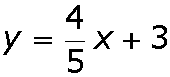 y = 4/5 x + 3